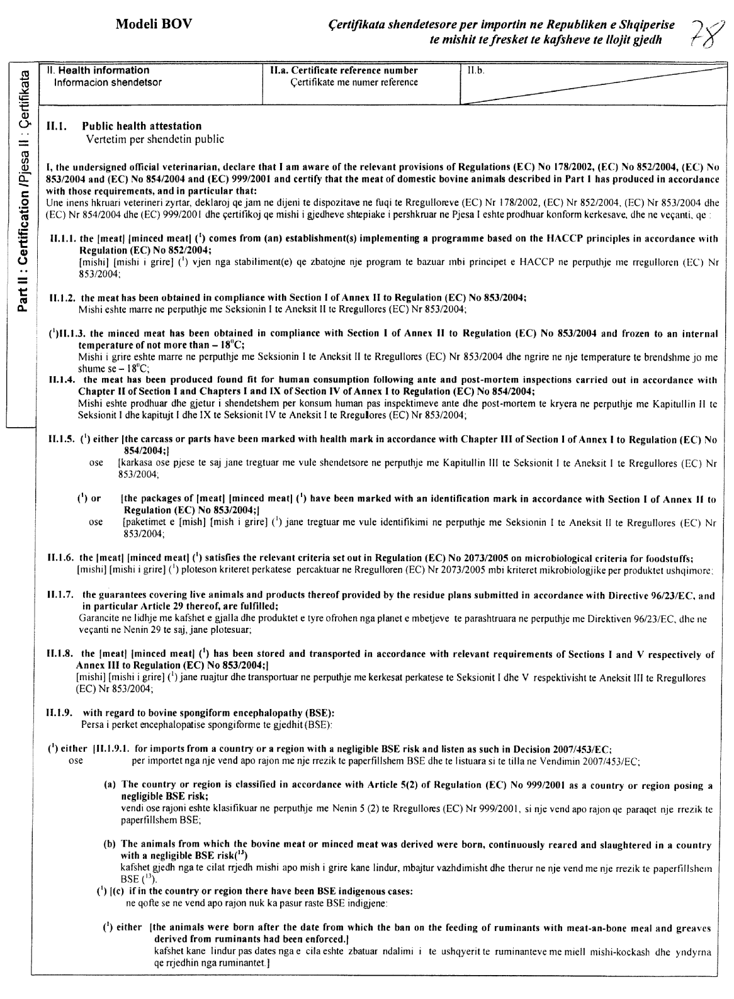 Modeli BOV
Çertifikata shendetesore per importin ne Republiken e Shqiperise
te mishit te fresket te kafsheve te llojit gjedh
78
Part II : Certification /Pjesa II : Çertifikata
II. Health information
Informacion shendetsor
II.a. Certificate reference number
Çertifikate me numer reference
II.b.
II.1. Public health attestation
Vertetim per shendetin public
I, the undersigned official veterinarian, declare that I am aware of the relevant provisions of Regulations (EC) No 178/2002, (EC) No 852/2004, (EC) No
853/2004 and (EC) No 854/2004 and (EC) 999/2001 and certify that the meat of domestic bovine animals described in Part 1 has produced in accordance
with those requirements, and in particular that:
Une inens hkruari veterineri zyrtar, deklaroj qe jam ne dijeni te dispozitave ne fuqi te Rregulloreve (EC) Nr 178/2002, (EC) Nr 852/2004, (EC) Nr 853/2004 dhe
(EC) Nr 854/2004 dhe (EC) 999/2001 dhe çertifikoj qe mishi i gjedheve shtepiake i pershkruar ne Pjesa I eshte prodhuar konform kerkesave, dhe ne veçanti, qe :
II.1.1. the [meat] [minced meat] (¹) comes from (an) establishment(s) implementing a programme based on the HACCP principles in accordance with
Regulation (EC) No 852/2004;
[mishi] [mishi i grire] (¹) vjen nga stabiliment(e) qe zbatojne nje program te bazuar mbi principet e HACCP ne perputhje me rregulloren (EC) Nr
853/2004;
II.1.2. the meat has been obtained in compliance with Section I of Annex II to Regulation (EC) No 853/2004;
Mishi eshte marre ne perputhje me Seksionin I te Aneksit II te Rregullores (EC) Nr 853/2004;
(¹)II.1.3. the minced meat has been obtained in compliance with Section I of Annex II to Regulation (EC) No 853/2004 and frozen to an internal
temperature of not more than – 18⁰C;
Mishi i grire eshte marre ne perputhje me Seksionin I te Aneksit II te Rregullores (EC) Nr 853/2004 dhe ngrire ne nje temperature te brendshme jo me
shume se – 18⁰C;
II.1.4. the meat has been produced found fit for human consumption following ante and post-mortem inspections carried out in accordance with
Chapter II of Section I and Chapters I and IX of Section IV of Annex I to Regulation (EC) No 854/2004;
Mishi eshte prodhuar dhe gjetur i shendetshem per konsum human pas inspektimeve ante dhe post-mortem te kryera ne perputhje me Kapitullin II te
Seksionit I dhe kapitujt I dhe IX te Seksionit IV te Aneksit I te Rregullores (EC) Nr 853/2004;
II.1.5. (¹) either [the carcass or parts have been marked with health mark in accordance with Chapter III of Section I of Annex I to Regulation (EC) No
854/2004;]
ose [karkasa ose pjese te saj jane tregtuar me vule shendetsore ne perputhje me Kapitullin III te Seksionit I te Aneksit I te Rregullores (EC) Nr
853/2004;
(¹) or [the packages of [meat] [minced meat] (¹) have been marked with an identification mark in accordance with Section I of Annex II to
Regulation (EC) No 853/2004;]
ose [paketimet e [mish] [mish i grire] (¹) jane tregtuar me vule identifikimi ne perputhje me Seksionin I te Aneksit II te Rregullores (EC) Nr
853/2004;
II.1.6. the [meat] [minced meat] (¹) satisfies the relevant criteria set out in Regulation (EC) No 2073/2005 on microbiological criteria for foodstuffs;
[mishi] [mishi i grire] (¹) ploteson kriteret perkatese percaktuar ne Rregulloren (EC) Nr 2073/2005 mbi kriteret mikrobiologjike per produktet ushqimore;
II.1.7. the guarantees covering live animals and products thereof provided by the residue plans submitted in accordance with Directive 96/23/EC, and
in particular Article 29 thereof, are fulfilled;
Garancite ne lidhje me kafshet e gjalla dhe produktet e tyre ofrohen nga planet e mbetjeve te parashtruara ne perputhje me Direktiven 96/23/EC, dhe ne
veçanti ne Nenin 29 te saj, jane plotesuar;
II.1.8. the [meat] [minced meat] (¹) has been stored and transported in accordance with relevant requirements of Sections I and V respectively of
Annex III to Regulation (EC) No 853/2004;]
[mishi] [mishi i grire] (¹) jane ruajtur dhe transportuar ne perputhje me kerkesat perkatese te Seksionit I dhe V respektivisht te Aneksit III te Rregullores
(EC) Nr 853/2004;
II.1.9. with regard to bovine spongiform encephalopathy (BSE):
Persa i perket encephalopatise spongiforme te gjedhit (BSE):
(¹) either [II.1.9.1. for imports from a country or a region with a negligible BSE risk and listen as such in Decision 2007/453/EC;
ose per importet nga nje vend apo rajon me nje rrezik te paperfillshem BSE dhe te listuara si te tilla ne Vendimin 2007/453/EC;
(a) The country or region is classified in accordance with Article 5(2) of Regulation (EC) No 999/2001 as a country or region posing a
negligible BSE risk;
vendi ose rajoni eshte klasifikuar ne perputhje me Nenin 5 (2) te Rregullores (EC) Nr 999/2001, si nje vend apo rajon qe paraqet nje rrezik te
paperfillshem BSE;
(b) The animals from which the bovine meat or minced meat was derived were born, continuously reared and slaughtered in a country
with a negligible BSE risk(¹³)
kafshet gjedh nga te cilat rrjedh mishi apo mish i grire kane lindur, mbajtur vazhdimisht dhe therur ne nje vend me nje rrezik te paperfillshem
BSE (¹³).
(¹) [(c) if in the country or region there have been BSE indigenous cases:
ne qofte se ne vend apo rajon nuk ka pasur raste BSE indigjene:
(¹) either [the animals were born after the date from which the ban on the feeding of ruminants with meat-an-bone meal and greaves
derived from ruminants had been enforced.]
kafshet kane lindur pas dates nga e cila eshte zbatuar ndalimi i te ushqyerit te ruminanteve me miell mishi-kockash dhe yndyrna
qe rrjedhin nga ruminantet.]